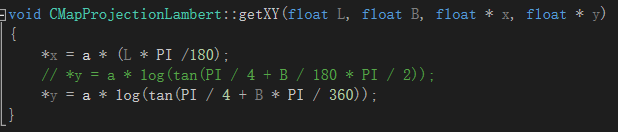 void CMapProjectionLambert::getXY(float L, float B, float * x, float * y)
{
*x = a * (L * PI /180);
// *y = a * log(tan(PI / 4 + B / 180 * PI / 2));
*y = a * log(tan(PI / 4 + B * PI / 360));
}